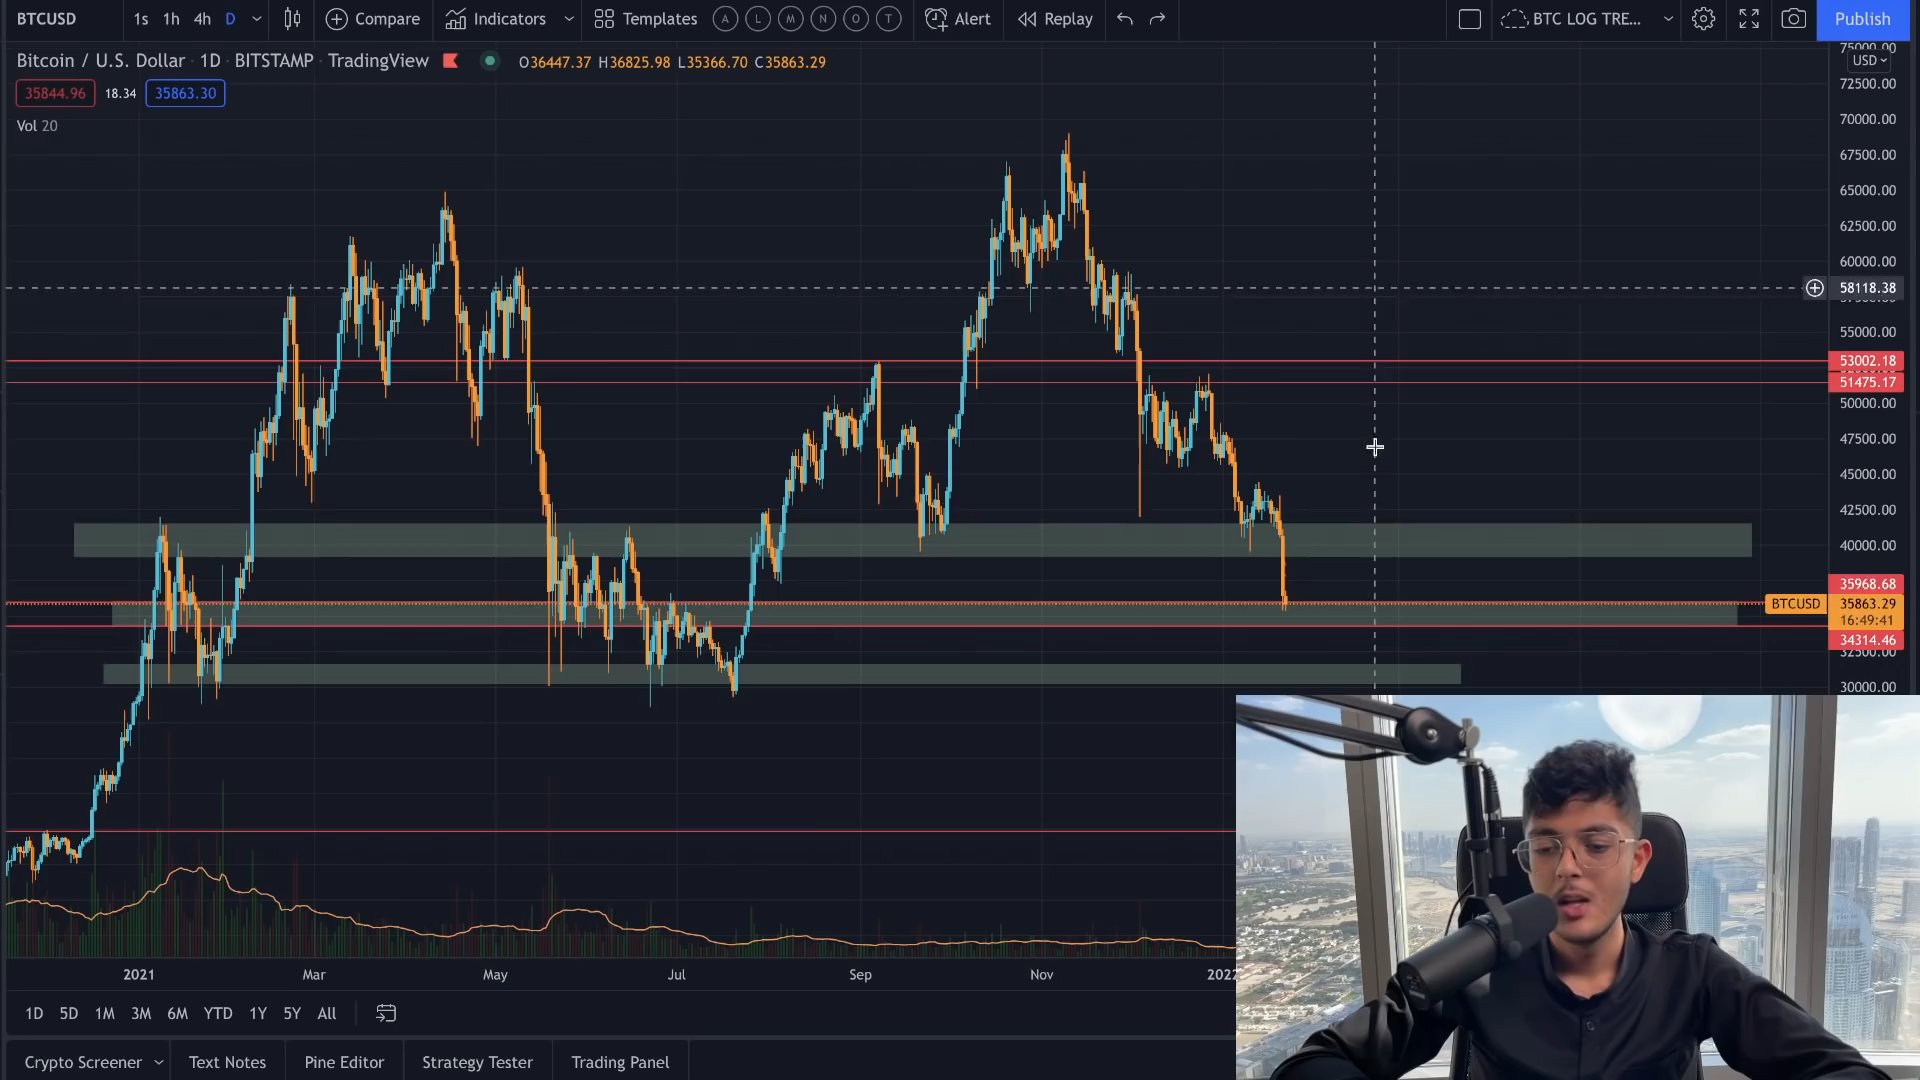 BTCUSD 1s 1h 4h D Compare Indicators Templates A L M N O T Alert Replay BTC LOG TRE... Publish
Bitcoin / U.S. Dollar · 1D · BITSTAMP · TradingView O36447.37 H36825.98 L35366.70 C35863.29
35844.96 18.34 35863.30
Vol 20
75000.00
USD
72500.00
70000.00
67500.00
65000.00
62500.00
60000.00
58118.38
55000.00
53002.18
51475.17
50000.00
47500.00
45000.00
42500.00
40000.00
35968.68
BTCUSD 35863.29
16:49:41
34314.46
32500.00
30000.00
2021 Mar May Jul Sep Nov 2022
1D 5D 1M 3M 6M YTD 1Y 5Y All
Crypto Screener Text Notes Pine Editor Strategy Tester Trading Panel